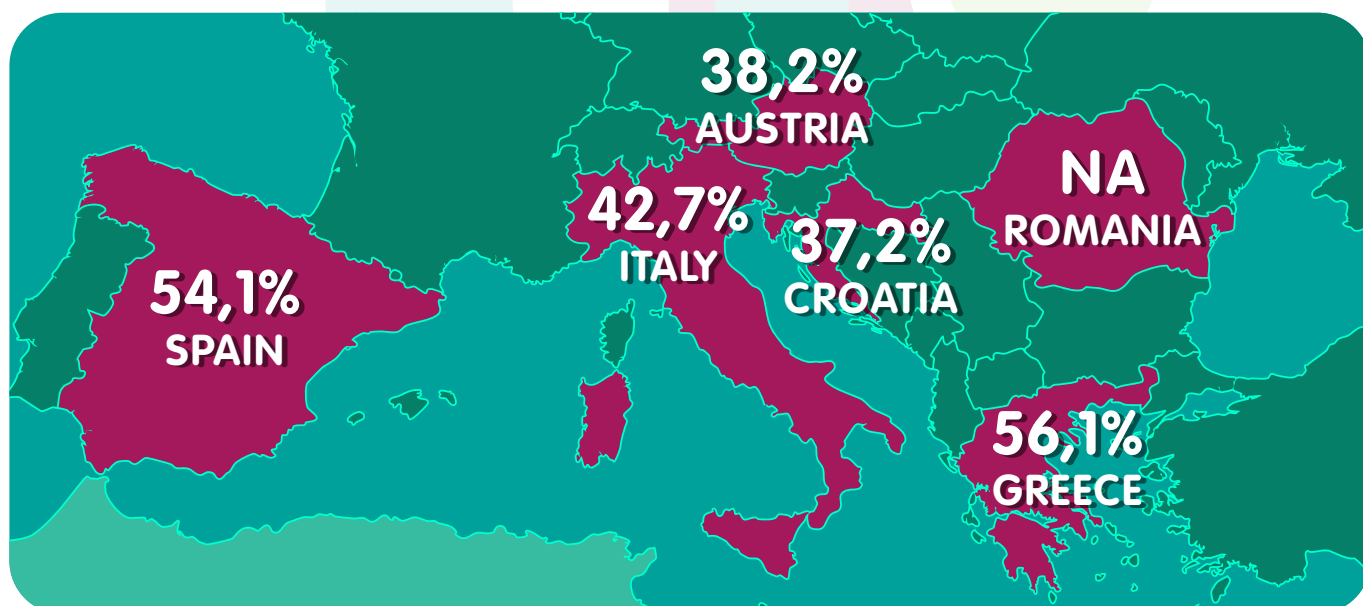 38,2%
AUSTRIA
NA
ROMANIA
42,7%
ITALY
37,2%
CROATIA
54,1%
SPAIN
56,1%
GREECE